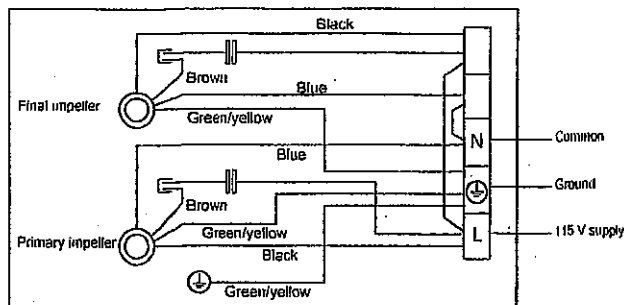 Black
Brown
Final impeller
Blue
Green/yellow
N
Common
Blue
Ground
Brown
Primary impeller
Green/yellow
L
115 V supply
Black
Green/yellow